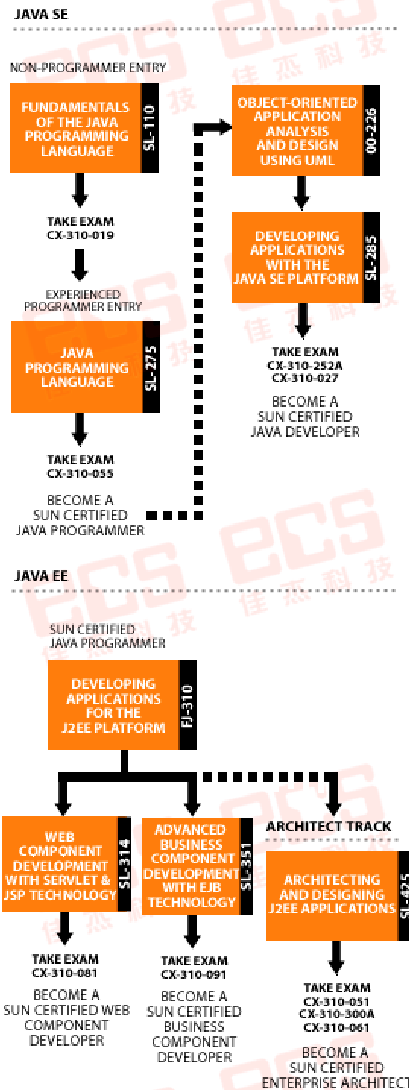 JAVA SE
NON-PROGRAMMER ENTRY
FUNDAMENTALS
OF THE JAVA
PROGRAMMING
LANGUAGE
SL-110
TAKE EXAM
CX-310-019
EXPERIENCED
PROGRAMMER ENTRY
JAVA
PROGRAMMING
LANGUAGE
SL-275
TAKE EXAM
CX-310-055
BECOME A
SUN CERTIFIED
JAVA PROGRAMMER
OBJECT-ORIENTED
APPLICATION
ANALYSIS
AND DESIGN
USING UML
OO-226
DEVELOPING
APPLICATIONS
WITH THE
JAVA SE PLATFORM
SL-285
TAKE EXAM
CX-310-252A
CX-310-027
BECOME A
SUN CERTIFIED
JAVA DEVELOPER
JAVA EE
SUN CERTIFIED
JAVA PROGRAMMER
DEVELOPING
APPLICATIONS
FOR THE
J2EE PLATFORM
FJ-310
WEB
COMPONENT
DEVELOPMENT
WITH SERVLET &
JSP TECHNOLOGY
SL-314
TAKE EXAM
CX-310-081
BECOME A
SUN CERTIFIED WEB
COMPONENT
DEVELOPER
ADVANCED
BUSINESS
COMPONENT
DEVELOPMENT
WITH EJB
TECHNOLOGY
SL-351
TAKE EXAM
CX-310-091
BECOME A
SUN CERTIFIED
BUSINESS
COMPONENT
DEVELOPER
ARCHITECT TRACK
ARCHITECTING
AND DESIGNING
J2EE APPLICATIONS
SL-425
TAKE EXAM
CX-310-051
CX-310-300A
CX-310-061
BECOME A
SUN CERTIFIED
ENTERPRISE ARCHITECT
ecs
佳杰科技